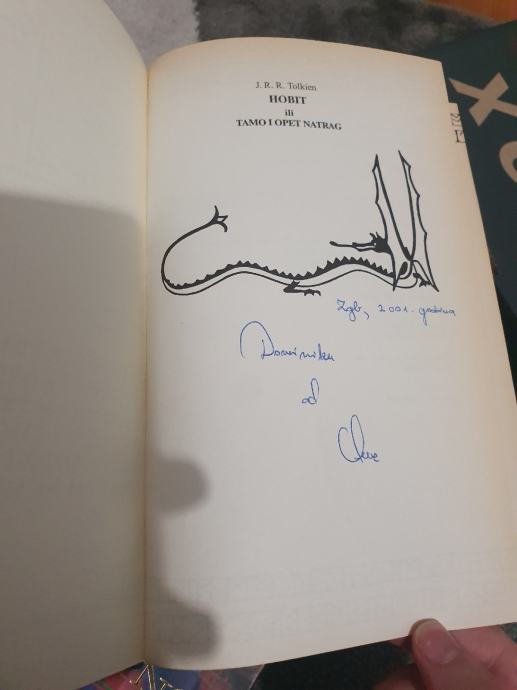 J. R. R. Tolkien
HOBIT
ili
TAMO I OPET NATRAG
Zgb, 2001. godina
Dominiku
od